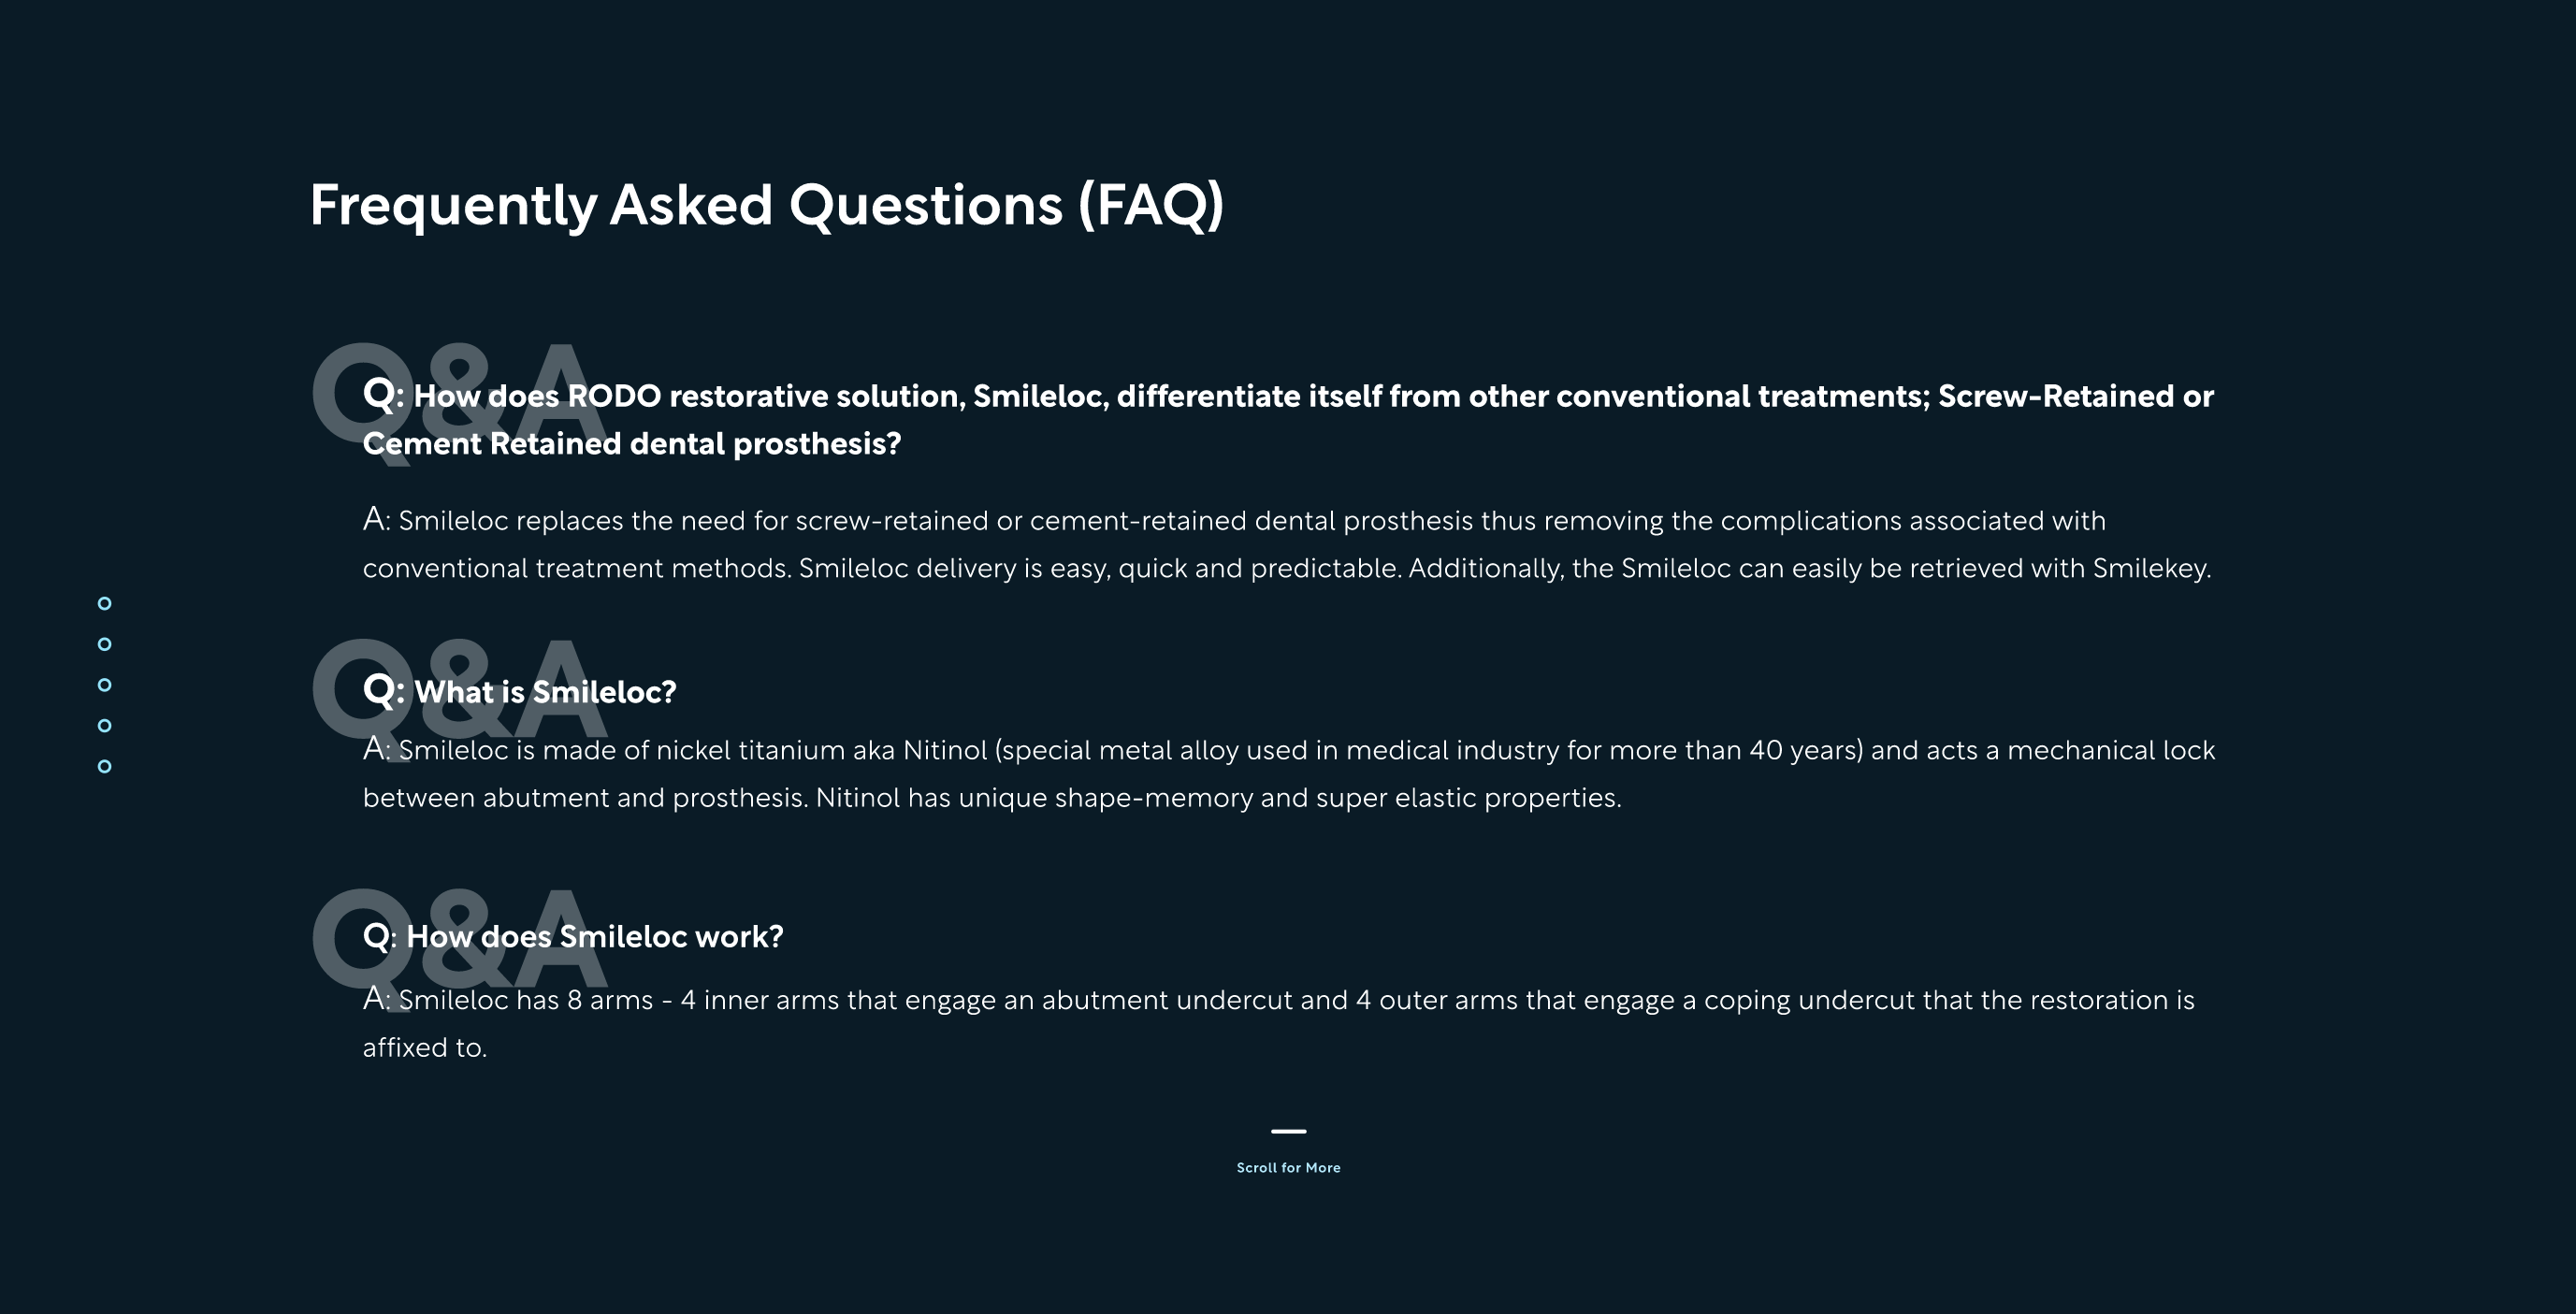 Frequently Asked Questions (FAQ)
Q&A
Q: How does RODO restorative solution, Smileloc, differentiate itself from other conventional treatments; Screw-Retained or
Cement Retained dental prosthesis?
A: Smileloc replaces the need for screw-retained or cement-retained dental prosthesis thus removing the complications associated with
conventional treatment methods. Smileloc delivery is easy, quick and predictable. Additionally, the Smileloc can easily be retrieved with Smilekey.
Q&A
Q: What is Smileloc?
A: Smileloc is made of nickel titanium aka Nitinol (special metal alloy used in medical industry for more than 40 years) and acts a mechanical lock
between abutment and prosthesis. Nitinol has unique shape-memory and super elastic properties.
Q&A
Q: How does Smileloc work?
A: Smileloc has 8 arms - 4 inner arms that engage an abutment undercut and 4 outer arms that engage a coping undercut that the restoration is
affixed to.
Scroll for More